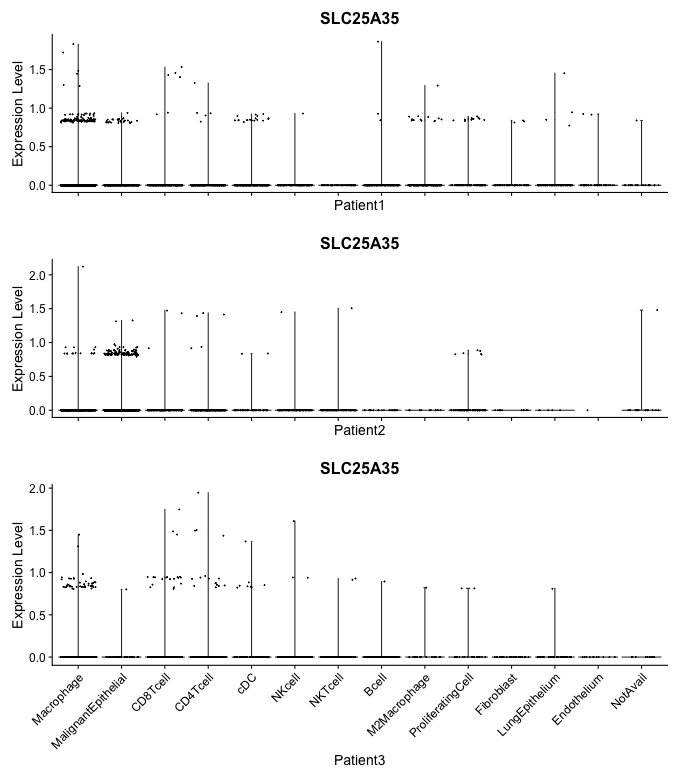 SLC25A35
Expression Level
1.5
1.0
0.5
0.0
Patient1
SLC25A35
Expression Level
2.0
1.5
1.0
0.5
0.0
Patient2
SLC25A35
Expression Level
2.0
1.5
1.0
0.5
0.0
Macrophage
MalignantEpithelial
CD8Tcell
CD4Tcell
cDC
NKcell
NKTcell
Bcell
M2Macrophage
ProliferatingCell
Fibroblast
LungEpithelium
Endothelium
NotAvail
Patient3